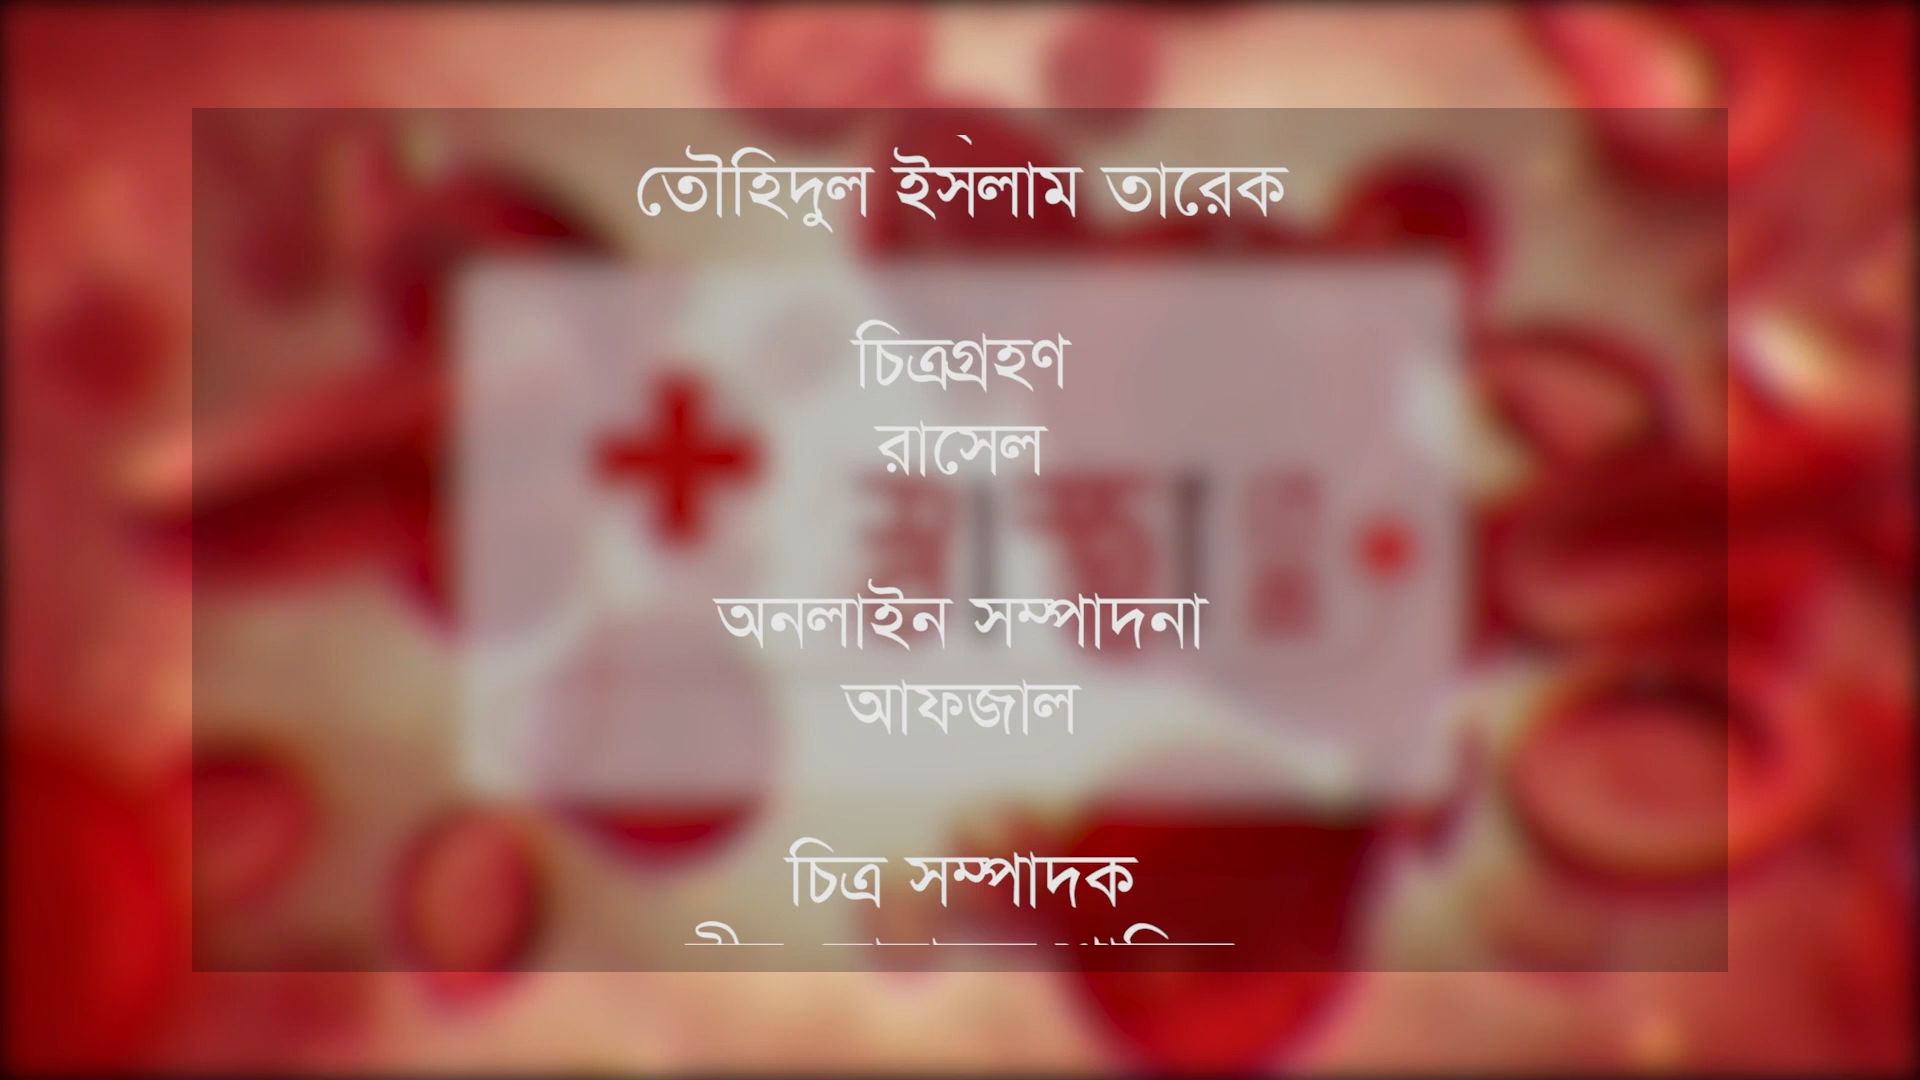 তৌহিদুল ইসলাম তারেক
চিত্রগ্রহণ
রাসেল
অনলাইন সম্পাদনা
আফজাল
চিত্র সম্পাদক